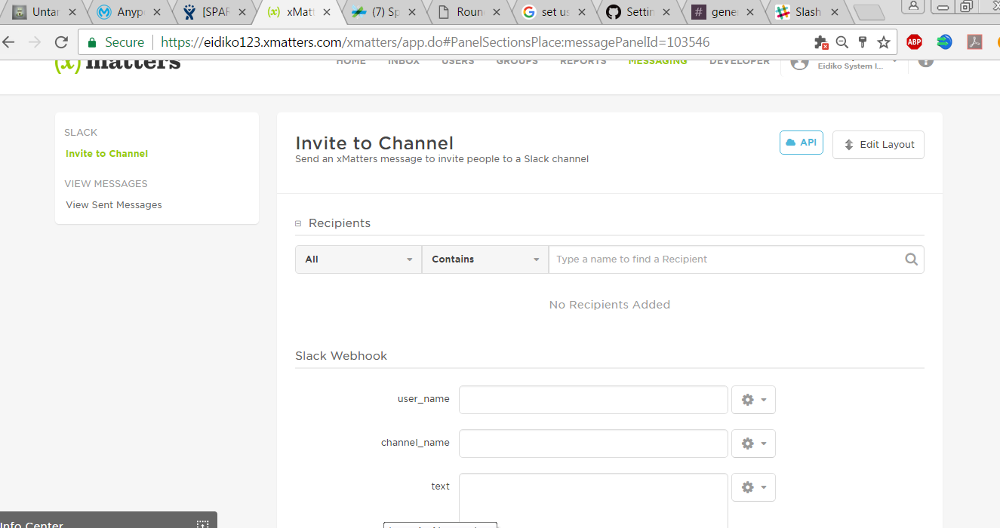 Untar
Anyp
[SPAR
(x) xMatt
(7) Sp
Roun
set us
Settin
# gene
Slash
Secure https://eidiko123.xmatters.com/xmatters/app.do#PanelSectionsPlace:messagePanelId=103546
ABP
(x) matters
HOME INBOX USERS GROUPS REPORTS MESSAGING DEVELOPER
Eidiko System I...
SLACK
Invite to Channel
VIEW MESSAGES
View Sent Messages
Invite to Channel
Send an xMatters message to invite people to a Slack channel
API
Edit Layout
Recipients
All
Contains
Type a name to find a Recipient
No Recipients Added
Slack Webhook
user_name
channel_name
text
Info Center